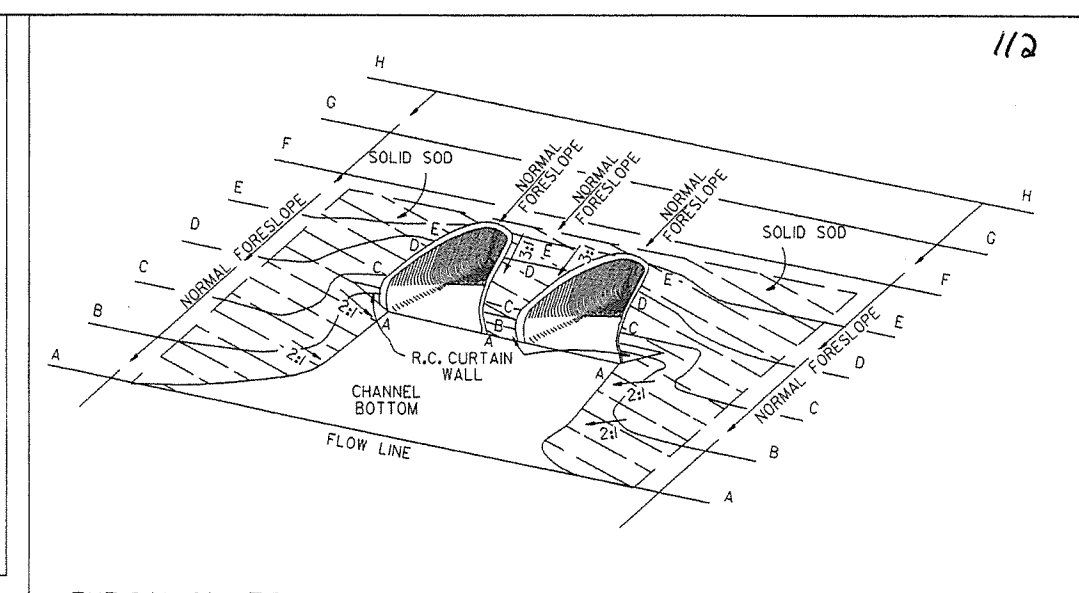 112
H
G
F
SOLID SOD
E
D
C
B
A
NORMAL FORESLOPE
NORMAL
FORESLOPE
NORMAL
FORESLOPE
NORMAL
FORESLOPE
H
G
SOLID SOD
F
E
D
C
B
A
NORMAL FORESLOPE
E
D
C
A
3:1
E
D
C
B
A
3:1
E
D
C
A
2:1
2:1
2:1
2:1
R.C. CURTAIN
WALL
CHANNEL
BOTTOM
FLOW LINE